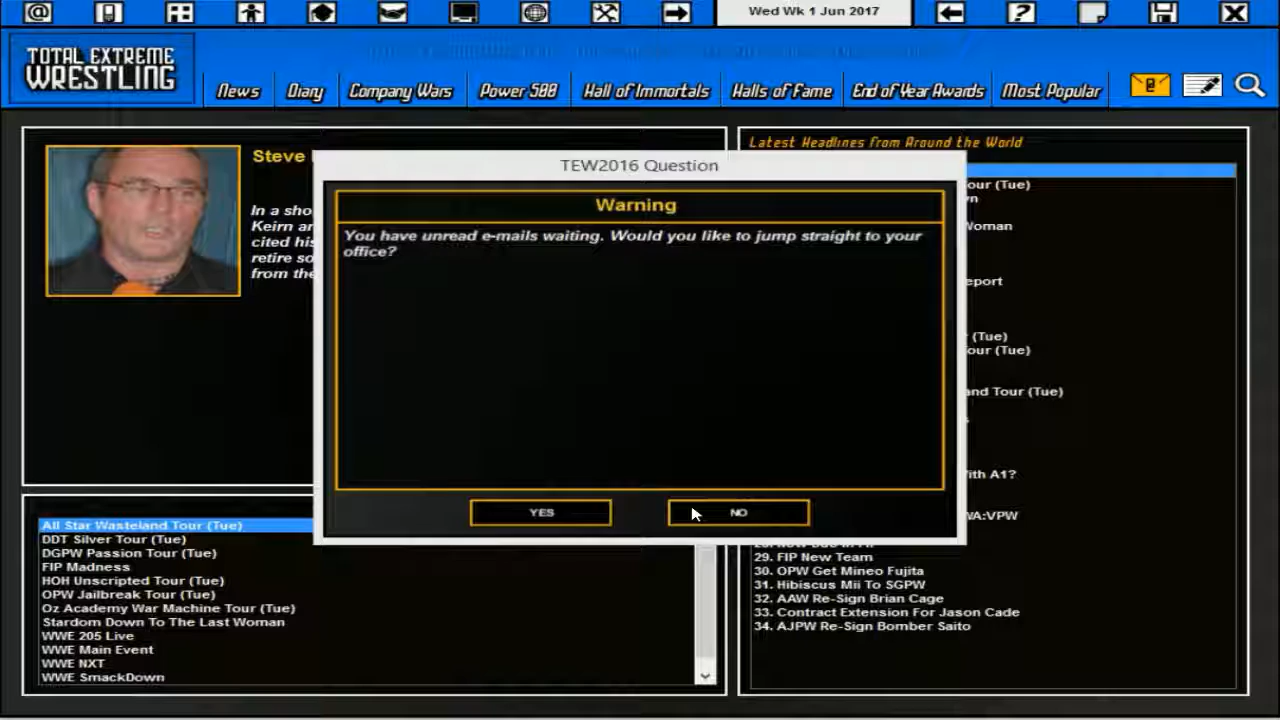 Wed Wk 1 Jun 2017
TOTAL EXTREME
WRESTLING
News
Diary
Company Wars
Power 500
Hall of Immortals
Halls of Fame
End of Year Awards
Most Popular
Steve
In a sho
Keirn an
cited his
retire so
from the
TEW2016 Question
Warning
You have unread e-mails waiting. Would you like to jump straight to your
office?
YES
NO
Latest Headlines From Around the World
our (Tue)
Woman
eport
(Tue)
our (Tue)
and Tour (Tue)
ith A1?
WA:VPW
29. FIP New Team
30. OPW Get Mineo Fujita
31. Hibiscus Mii To SGPW
32. AAW Re-Sign Brian Cage
33. Contract Extension For Jason Cade
34. AJPW Re-Sign Bomber Saito
All Star Wasteland Tour (Tue)
DDT Silver Tour (Tue)
DGPW Passion Tour (Tue)
FIP Madness
HOH Unscripted Tour (Tue)
OPW Jailbreak Tour (Tue)
Oz Academy War Machine Tour (Tue)
Stardom Down To The Last Woman
WWE 205 Live
WWE Main Event
WWE NXT
WWE SmackDown